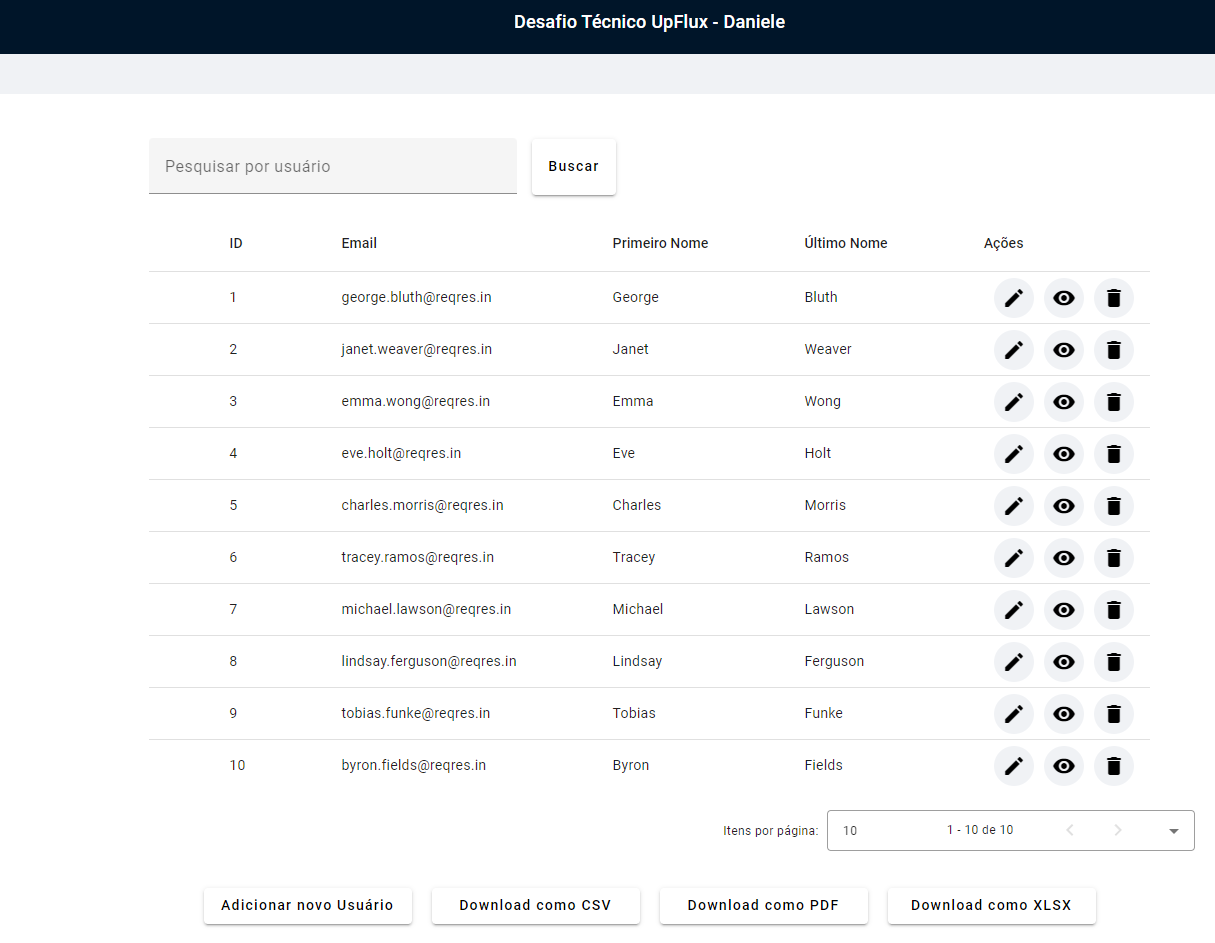 Desafio Técnico UpFlux - Daniele
Pesquisar por usuário Buscar
ID Email Primeiro Nome Último Nome Ações
1 george.bluth@reqres.in George Bluth
2 janet.weaver@reqres.in Janet Weaver
3 emma.wong@reqres.in Emma Wong
4 eve.holt@reqres.in Eve Holt
5 charles.morris@reqres.in Charles Morris
6 tracey.ramos@reqres.in Tracey Ramos
7 michael.lawson@reqres.in Michael Lawson
8 lindsay.ferguson@reqres.in Lindsay Ferguson
9 tobias.funke@reqres.in Tobias Funke
10 byron.fields@reqres.in Byron Fields
Itens por página: 10 1 - 10 de 10
Adicionar novo Usuário Download como CSV Download como PDF Download como XLSX